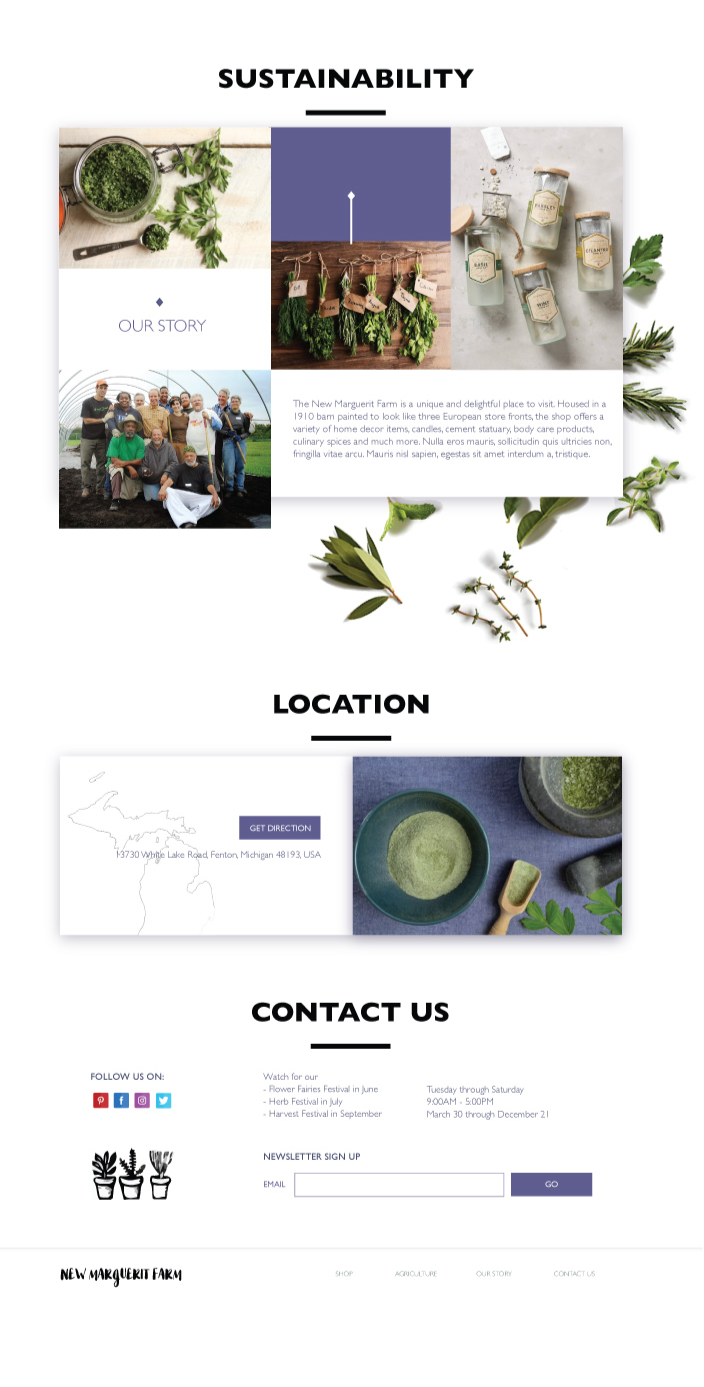 SUSTAINABILITY
PARSLEY
CILANTRO
BASIL
MINT
OUR STORY
The New Marguerit Farm is a unique and delightful place to visit. Housed in a
1910 barn painted to look like three European store fronts, the shop offers a
variety of home decor items, candles, cement statuary, body care products,
culinary spices and much more. Nulla eros mauris, sollicitudin quis ultricies non,
fringilla vitae arcu. Mauris nisl sapien, egestas sit amet interdum a, tristique.
LOCATION
GET DIRECTION
13730 White Lake Road, Fenton, Michigan 48193, USA
CONTACT US
FOLLOW US ON:
Watch for our
- Flower Fairies Festival in June
- Herb Festival in July
- Harvest Festival in September
Tuesday through Saturday
9:00AM - 5:00PM
March 30 through December 21
NEWSLETTER SIGN UP
EMAIL
GO
NEW MARGUERIT FARM
SHOP
AGRICULTURE
OUR STORY
CONTACT US